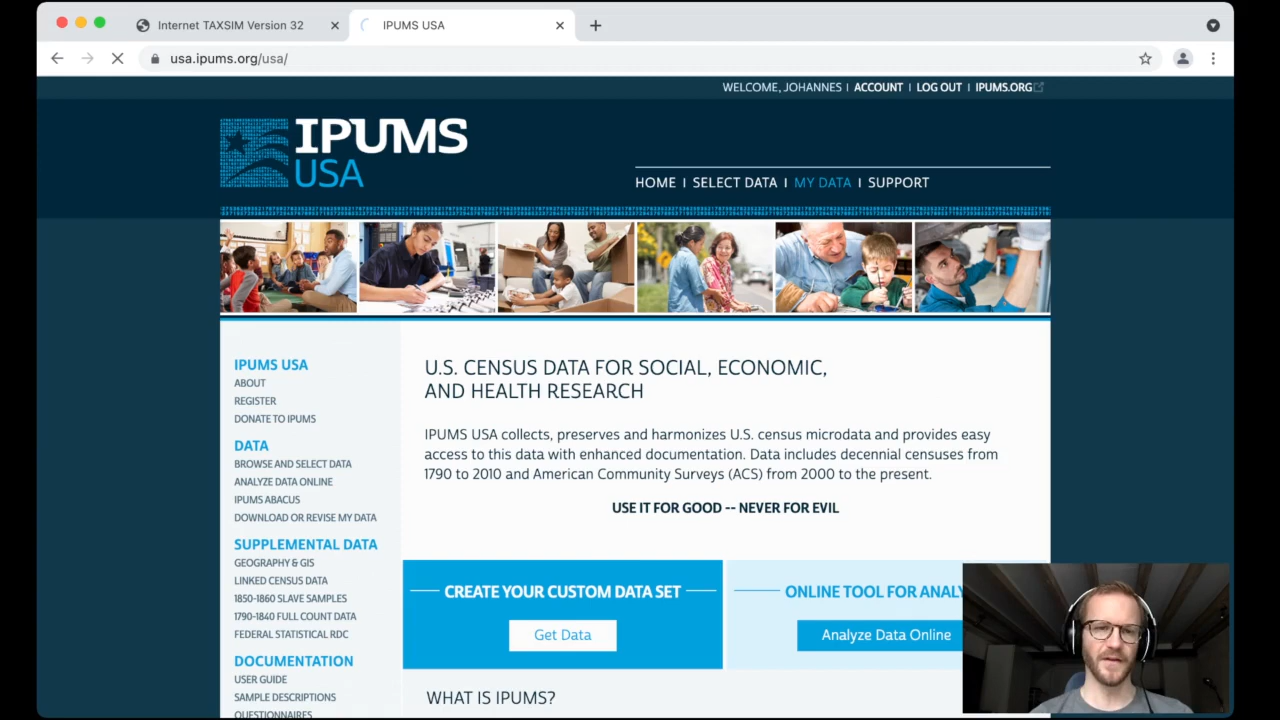 Internet TAXSIM Version 32
IPUMS USA
usa.ipums.org/usa/
WELCOME, JOHANNES | ACCOUNT | LOG OUT | IPUMS.ORG
IPUMS
USA
HOME | SELECT DATA | MY DATA | SUPPORT
IPUMS USA
ABOUT
REGISTER
DONATE TO IPUMS
DATA
BROWSE AND SELECT DATA
ANALYZE DATA ONLINE
IPUMS ABACUS
DOWNLOAD OR REVISE MY DATA
SUPPLEMENTAL DATA
GEOGRAPHY & GIS
LINKED CENSUS DATA
1850-1860 SLAVE SAMPLES
1790-1840 FULL COUNT DATA
FEDERAL STATISTICAL RDC
DOCUMENTATION
USER GUIDE
SAMPLE DESCRIPTIONS
QUESTIONNAIRES
U.S. CENSUS DATA FOR SOCIAL, ECONOMIC,
AND HEALTH RESEARCH
IPUMS USA collects, preserves and harmonizes U.S. census microdata and provides easy
access to this data with enhanced documentation. Data includes decennial censuses from
1790 to 2010 and American Community Surveys (ACS) from 2000 to the present.
USE IT FOR GOOD -- NEVER FOR EVIL
CREATE YOUR CUSTOM DATA SET
Get Data
ONLINE TOOL FOR ANALY
Analyze Data Online
WHAT IS IPUMS?